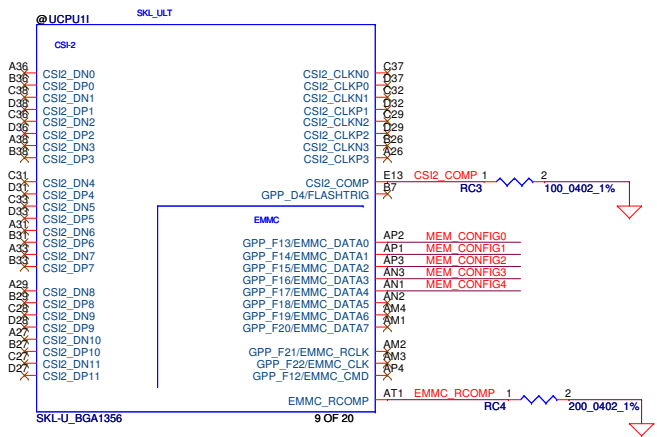 @UCPU1I SKL_ULT
CSI-2
A36 CSI2_DN0 CSI2_CLKN0 C37
B36 CSI2_DP0 CSI2_CLKP0 D37
C38 CSI2_DN1 CSI2_CLKN1 C32
D38 CSI2_DP1 CSI2_CLKP1 D32
C36 CSI2_DN2 CSI2_CLKN2 C29
D36 CSI2_DP2 CSI2_CLKP2 D29
A38 CSI2_DN3 CSI2_CLKN3 B26
B38 CSI2_DP3 CSI2_CLKP3 A26
C31 CSI2_DN4 CSI2_COMP E13 CSI2_COMP 1 2
D31 CSI2_DP4 GPP_D4/FLASHTRIG B7 RC3 100_0402_1%
C33 CSI2_DN5
D33 CSI2_DP5 EMMC
A31 CSI2_DN6
B31 CSI2_DP6 GPP_F13/EMMC_DATA0 AP2 MEM_CONFIG0
A33 CSI2_DN7 GPP_F14/EMMC_DATA1 AP1 MEM_CONFIG1
B33 CSI2_DP7 GPP_F15/EMMC_DATA2 AP3 MEM_CONFIG2
GPP_F16/EMMC_DATA3 AN3 MEM_CONFIG3
A29 CSI2_DN8 GPP_F17/EMMC_DATA4 AN1 MEM_CONFIG4
B29 CSI2_DP8 GPP_F18/EMMC_DATA5 AN2
C28 CSI2_DN9 GPP_F19/EMMC_DATA6 AM4
D28 CSI2_DP9 GPP_F20/EMMC_DATA7 AM1
A27 CSI2_DN10
B27 CSI2_DP10 GPP_F21/EMMC_RCLK AM2
C27 CSI2_DN11 GPP_F22/EMMC_CLK AM3
D27 CSI2_DP11 GPP_F12/EMMC_CMD AP4
EMMC_RCOMP AT1 EMMC_RCOMP 1 2
RC4 200_0402_1%
SKL-U_BGA1356 9 OF 20